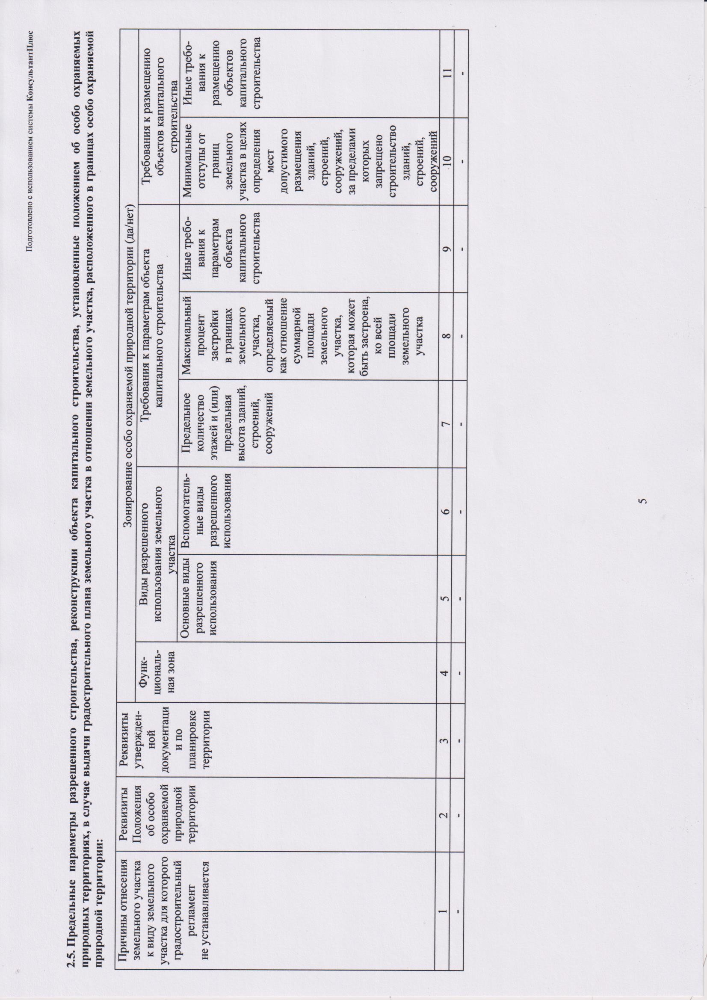 Подготовлено с использованием системы КонсультантПлюс
2.5. Предельные параметры разрешенного строительства, реконструкции объекта капитального строительства, установленные положением об особо охраняемых
природных территориях, в случае выдачи градостроительного плана земельного участка в отношении земельного участка, расположенного в границах особо охраняемой
природной территории:
Причины отнесения
земельного участка
к виду земельного
участка для которого
градостроительный
регламент
не устанавливается
Реквизиты
Положения
об особо
охраняемой
природной
территории
Реквизиты
утвержден-
ной
документаци
и по
планировке
территории
Зонирование особо охраняемой природной территории (да/нет)
Функ-
циональ-
ная зона
Виды разрешенного
использования земельного
участка
Требования к параметрам объекта
капитального строительства
Требования к размещению
объектов капитального
строительства
Основные виды
разрешенного
использования
Вспомогатель-
ные виды
разрешенного
использования
Предельное
количество
этажей и (или)
предельная
высота зданий,
строений,
сооружений
Максимальный
процент
застройки
в границах
земельного
участка,
определяемый
как отношение
суммарной
площади
земельного
участка,
которая может
быть застроена,
ко всей
площади
земельного
участка
Иные требо-
вания к
параметрам
объекта
капитального
строительства
Минимальные
отступы от
границ
земельного
участка в целях
определения
мест
допустимого
размещения
зданий,
строений,
сооружений,
за пределами
которых
запрещено
строительство
зданий,
строений,
сооружений
Иные требо-
вания к
размещению
объектов
капитального
строительства
1 2 3 4 5 6 7 8 9 10 11
- - - - - - - - - - -
5